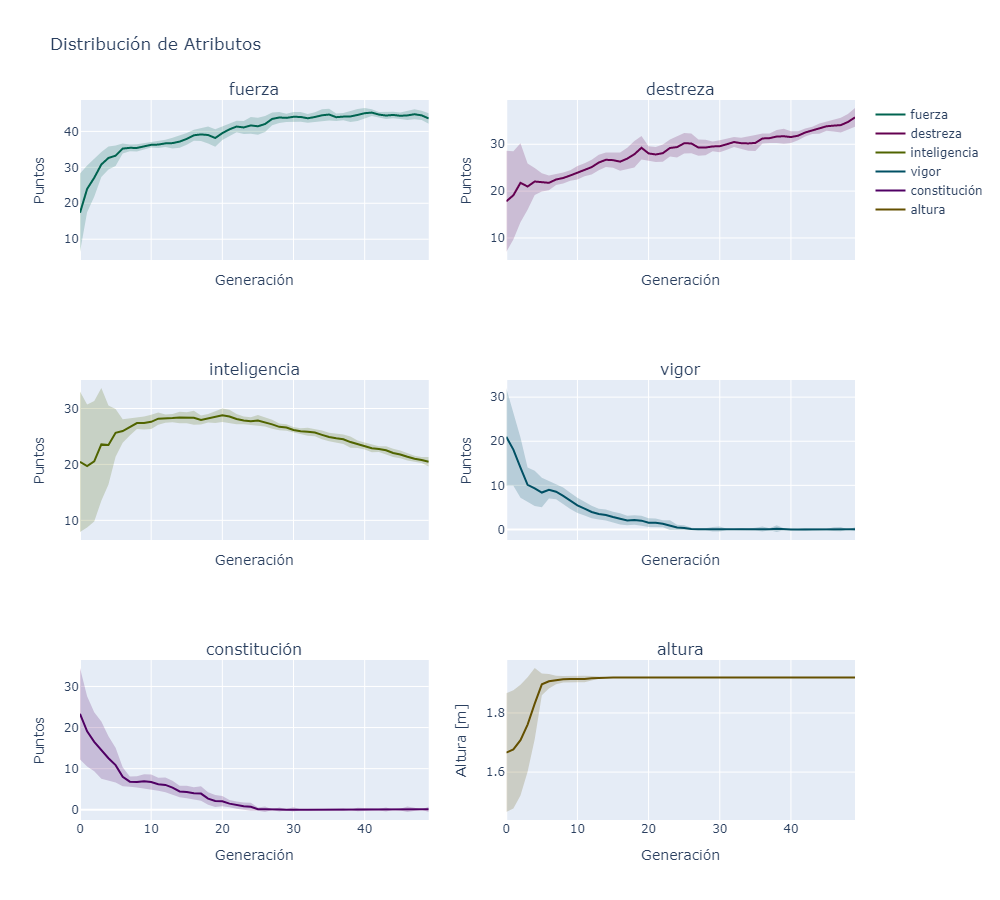 Distribución de Atributos
fuerza
40
30
20
10
Puntos
Generación
destreza
30
20
10
Puntos
Generación
fuerza
destreza
inteligencia
vigor
constitución
altura
inteligencia
30
20
10
Puntos
Generación
vigor
30
20
10
0
Puntos
Generación
constitución
30
20
10
0
Puntos
0 10 20 30 40
Generación
altura
1.8
1.6
Altura [m]
0 10 20 30 40
Generación